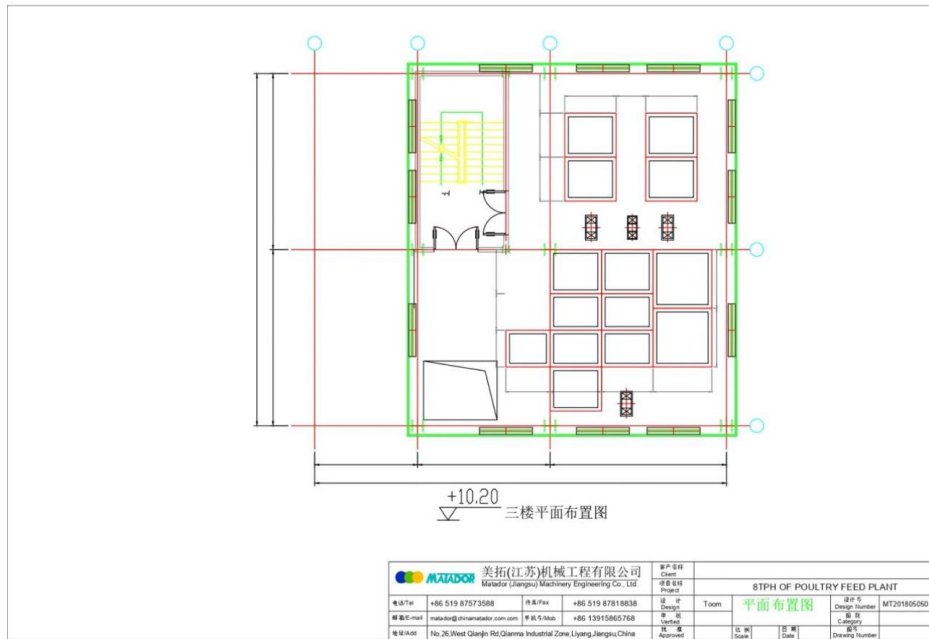 +10.20
三楼平面布置图
MATADOR
美拓(江苏)机械工程有限公司
Matador (Jiangsu) Machinery Engineering Co., Ltd.
电话/Tel +86 519 87573588 传真/Fax +86 519 87818838
邮箱/E-mail matador@chinamatador.com.com 手机号/Mob +86 13915865768
地址/Add No.26,West Qianjin Rd,Qianma Industrial Zone,Liyang,Jiangsu,China
客户名称 Client
项目名称 Project 8TPH OF POULTRY FEED PLANT
设 计 Design Toom 平面布置图 设计号 Design Number MT201805050
审 核 Verified 类别 Category
批 准 Approved 比例 Scale 日期 Date 图号 Drawing Number